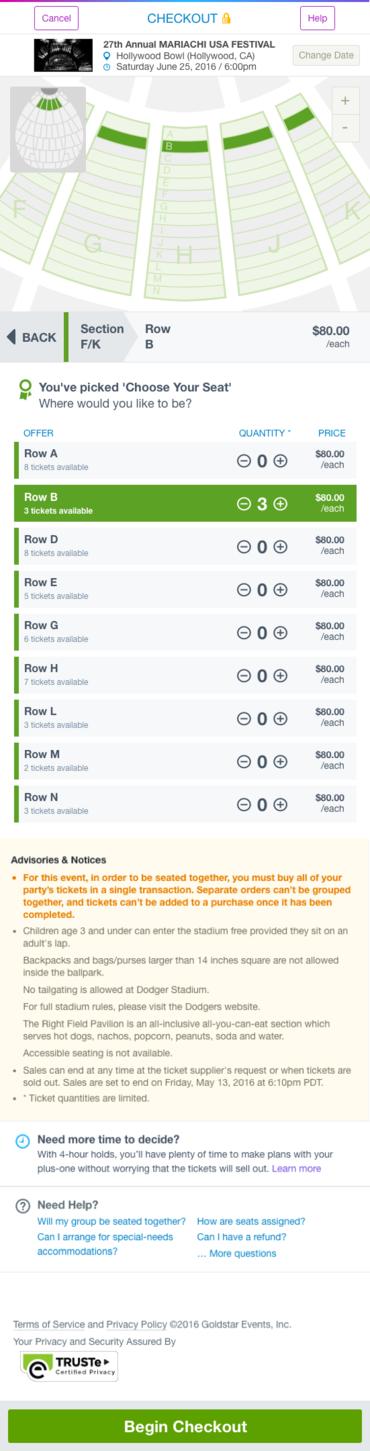 Cancel
CHECKOUT
Help
27th Annual MARIACHI USA FESTIVAL
Hollywood Bowl (Hollywood, CA)
Saturday June 25, 2016 / 6:00pm
Change Date
+
-
A
B
C
D
E
F
G
H
I
J
K
L
M
N
F
G
H
J
K
BACK
Section
F/K
Row
B
$80.00
/each
You've picked 'Choose Your Seat'
Where would you like to be?
OFFER QUANTITY * PRICE
Row A
8 tickets available
0
$80.00
/each
Row B
3 tickets available
3
$80.00
/each
Row D
8 tickets available
0
$80.00
/each
Row E
5 tickets available
0
$80.00
/each
Row G
6 tickets available
0
$80.00
/each
Row H
7 tickets available
0
$80.00
/each
Row L
3 tickets available
0
$80.00
/each
Row M
2 tickets available
0
$80.00
/each
Row N
3 tickets available
0
$80.00
/each
Advisories & Notices
• For this event, in order to be seated together, you must buy all of your
party's tickets in a single transaction. Separate orders can't be grouped
together, and tickets can't be added to a purchase once it has been
completed.
• Children age 3 and under can enter the stadium free provided they sit on an
adult's lap.
Backpacks and bags/purses larger than 14 inches square are not allowed
inside the ballpark.
No tailgating is allowed at Dodger Stadium.
For full stadium rules, please visit the Dodgers website.
The Right Field Pavilion is an all-inclusive all-you-can-eat section which
serves hot dogs, nachos, popcorn, peanuts, soda and water.
Accessible seating is not available.
• Sales can end at any time at the ticket supplier's request or when tickets are
sold out. Sales are set to end on Friday, May 13, 2016 at 6:10pm PDT.
• * Ticket quantities are limited.
Need more time to decide?
With 4-hour holds, you'll have plenty of time to make plans with your
plus-one without worrying that the tickets will sell out. Learn more
Need Help?
Will my group be seated together?
How are seats assigned?
Can I arrange for special-needs
accommodations?
Can I have a refund?
... More questions
Terms of Service and Privacy Policy ©2016 Goldstar Events, Inc.
Your Privacy and Security Assured By
TRUSTe
Certified Privacy
Begin Checkout